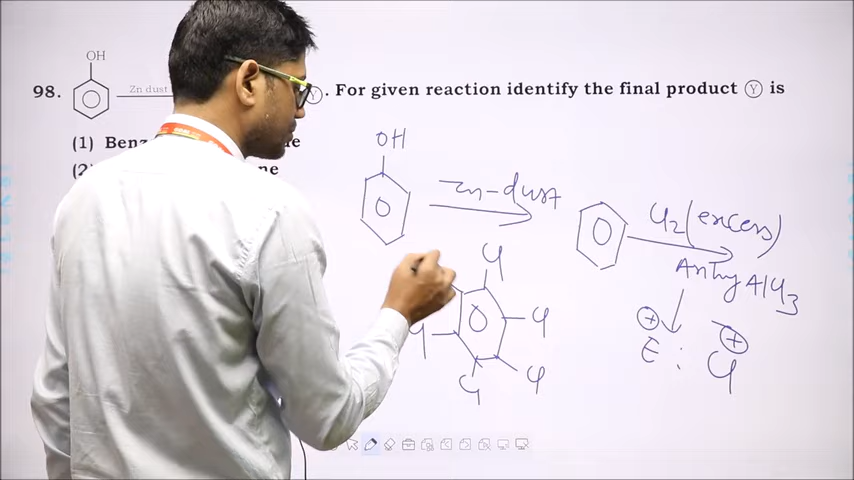 OH
98. Zn dust Y . For given reaction identify the final product Y is
(1) Benz
(2)
OH
Zn-dust
Cl2 (excess)
Anhy AlCl3
Cl
Cl
Cl
Cl
Cl
+ +
E : Cl